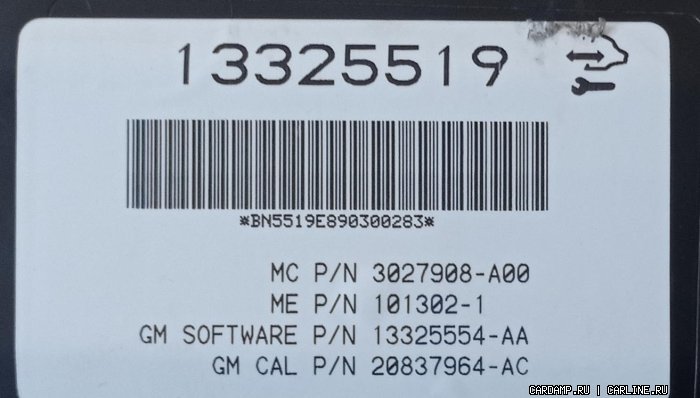 13325519
*BN5519E890300283*
MC P/N 3027908-A00
ME P/N 101302-1
GM SOFTWARE P/N 13325554-AA
GM CAL P/N 20837964-AC
CARDAMP.RU | CARLINE.RU